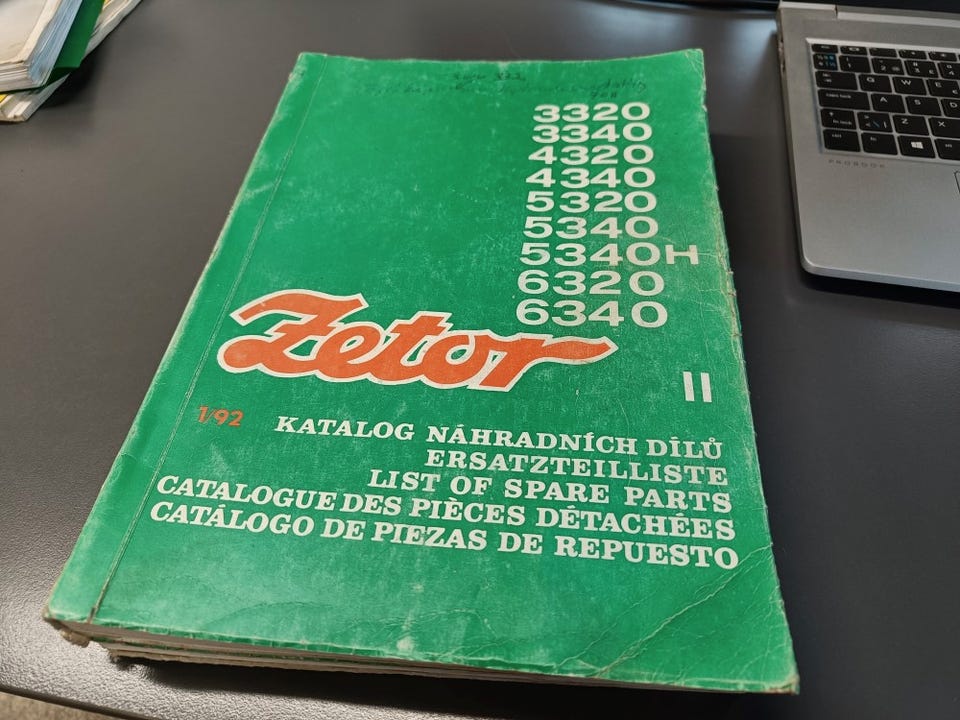 3320
3340
4320
4340
5320
5340
5340H
6320
6340
Zetor
II
1/92
KATALOG NÁHRADNÍCH DÍLŮ
ERSATZTEILLISTE
LIST OF SPARE PARTS
CATALOGUE DES PIÈCES DÉTACHÉES
CATÁLOGO DE PIEZAS DE REPUESTO
PROBOOK